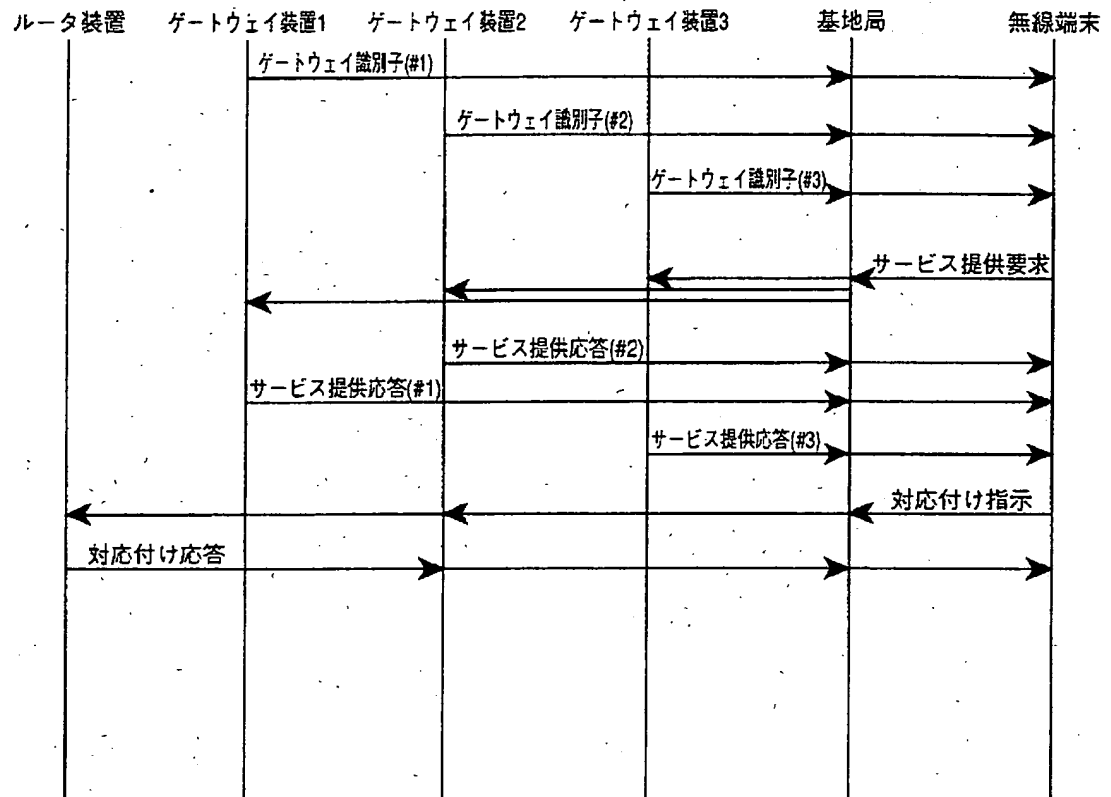 ルータ装置
ゲートウェイ装置1
ゲートウェイ装置2
ゲートウェイ装置3
基地局
無線端末
ゲートウェイ識別子(#1)
ゲートウェイ識別子(#2)
ゲートウェイ識別子(#3)
サービス提供要求
サービス提供応答(#2)
サービス提供応答(#1)
サービス提供応答(#3)
対応付け指示
対応付け応答